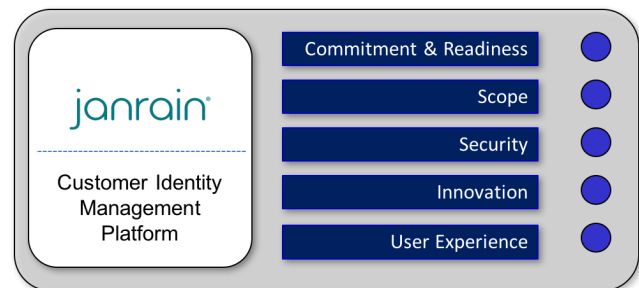 janrain®
Customer Identity
Management
Platform
Commitment & Readiness
Scope
Security
Innovation
User Experience